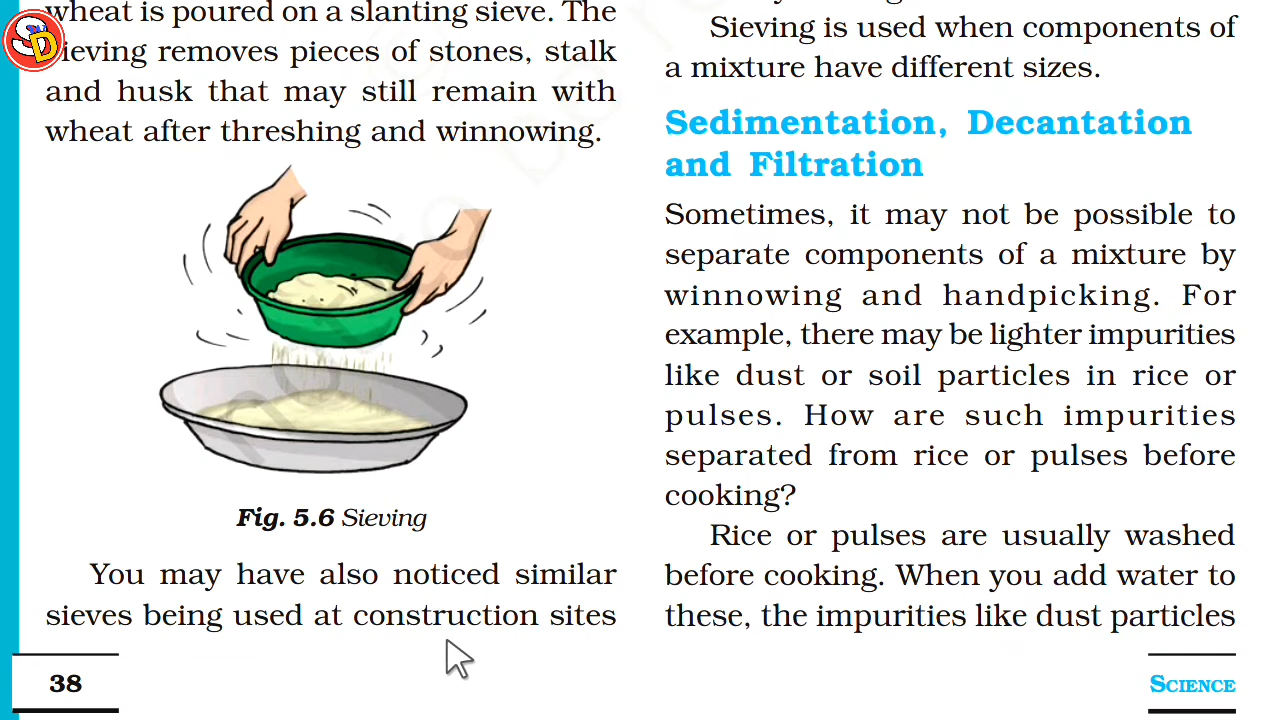 SD
wheat is poured on a slanting sieve. The
sieving removes pieces of stones, stalk
and husk that may still remain with
wheat after threshing and winnowing.
Fig. 5.6 Sieving
You may have also noticed similar
sieves being used at construction sites
38
Sieving is used when components of
a mixture have different sizes.
Sedimentation, Decantation
and Filtration
Sometimes, it may not be possible to
separate components of a mixture by
winnowing and handpicking. For
example, there may be lighter impurities
like dust or soil particles in rice or
pulses. How are such impurities
separated from rice or pulses before
cooking?
Rice or pulses are usually washed
before cooking. When you add water to
these, the impurities like dust particles
SCIENCE